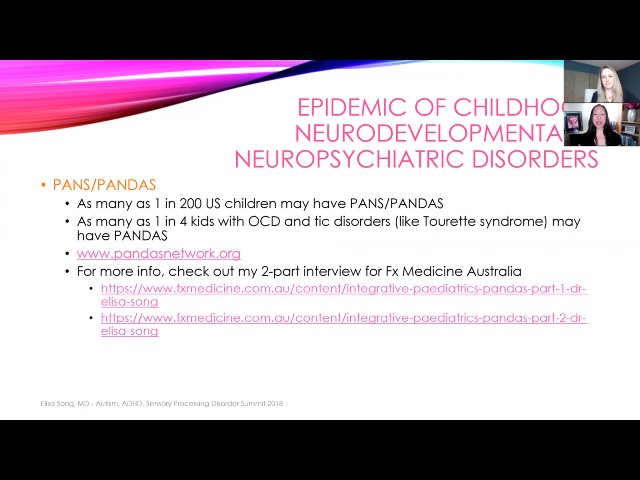 EPIDEMIC OF CHILDHOO
NEURODEVELOPMENTA
NEUROPSYCHIATRIC DISORDERS
• PANS/PANDAS
• As many as 1 in 200 US children may have PANS/PANDAS
• As many as 1 in 4 kids with OCD and tic disorders (like Tourette syndrome) may
have PANDAS
• www.pandasnetwork.org
• For more info, check out my 2-part interview for Fx Medicine Australia
• https://www.fxmedicine.com.au/content/integrative-paediatrics-pandas-part-1-dr-
elisa-song
• https://www.fxmedicine.com.au/content/integrative-paediatrics-pandas-part-2-dr-
elisa-song
Elisa Song, MD - Autism, ADHD, Sensory Processing Disorder Summit 2018